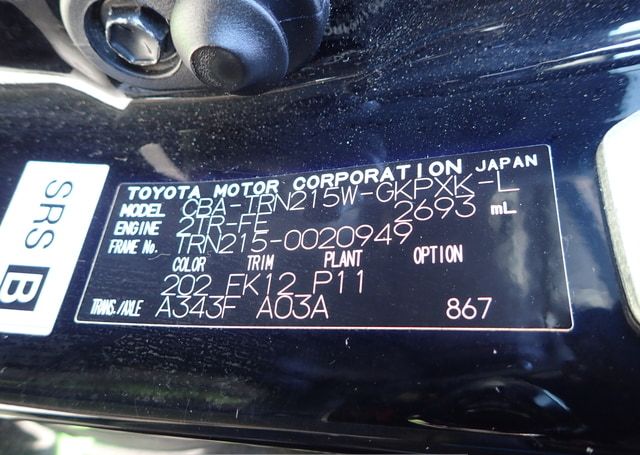 TOYOTA MOTOR CORPORATION JAPAN
MODEL CBA-TRN215W-GKPXK-L
ENGINE 2TR-FE 2693 mL
FRAME No. TRN215-0020949
COLOR TRIM PLANT OPTION
202 FK12 P11
TRANS./AXLE A343F A03A 867
SRS B